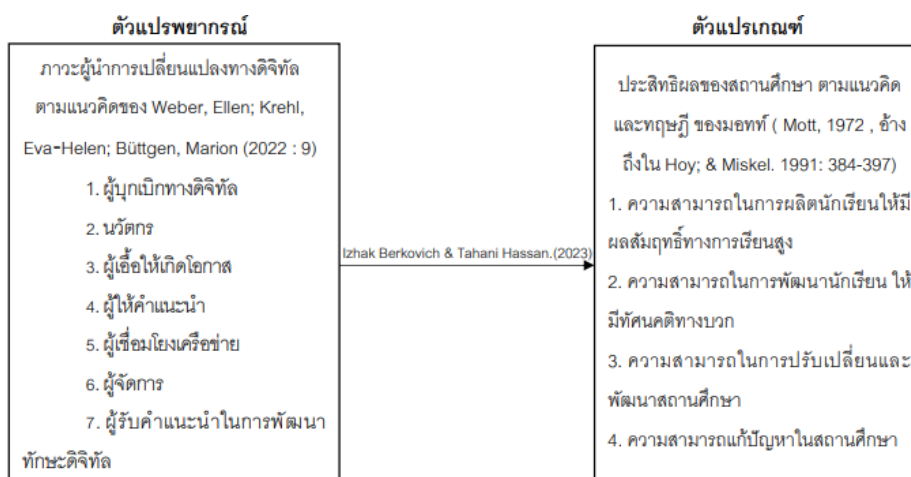 ตัวแปรพยากรณ์
ภาวะผู้นำการเปลี่ยนแปลงทางดิจิทัล
ตามแนวคิดของ Weber, Ellen; Krehl,
Eva-Helen; Büttgen, Marion (2022 : 9)
1. ผู้บุกเบิกทางดิจิทัล
2. นวัตกร
3. ผู้เอื้อให้เกิดโอกาส
4. ผู้ให้คำแนะนำ
5. ผู้เชื่อมโยงเครือข่าย
6. ผู้จัดการ
7. ผู้รับคำแนะนำในการพัฒนา
ทักษะดิจิทัล
Izhak Berkovich & Tahani Hassan.(2023)
ตัวแปรเกณฑ์
ประสิทธิผลของสถานศึกษา ตามแนวคิด
และทฤษฎี ของมอทท์ ( Mott, 1972 , อ้าง
ถึงใน Hoy; & Miskel. 1991: 384-397)
1. ความสามารถในการผลิตนักเรียนให้มี
ผลสัมฤทธิ์ทางการเรียนสูง
2. ความสามารถในการพัฒนานักเรียน ให้
มีทัศนคติทางบวก
3. ความสามารถในการปรับเปลี่ยนและ
พัฒนาสถานศึกษา
4. ความสามารถแก้ปัญหาในสถานศึกษา